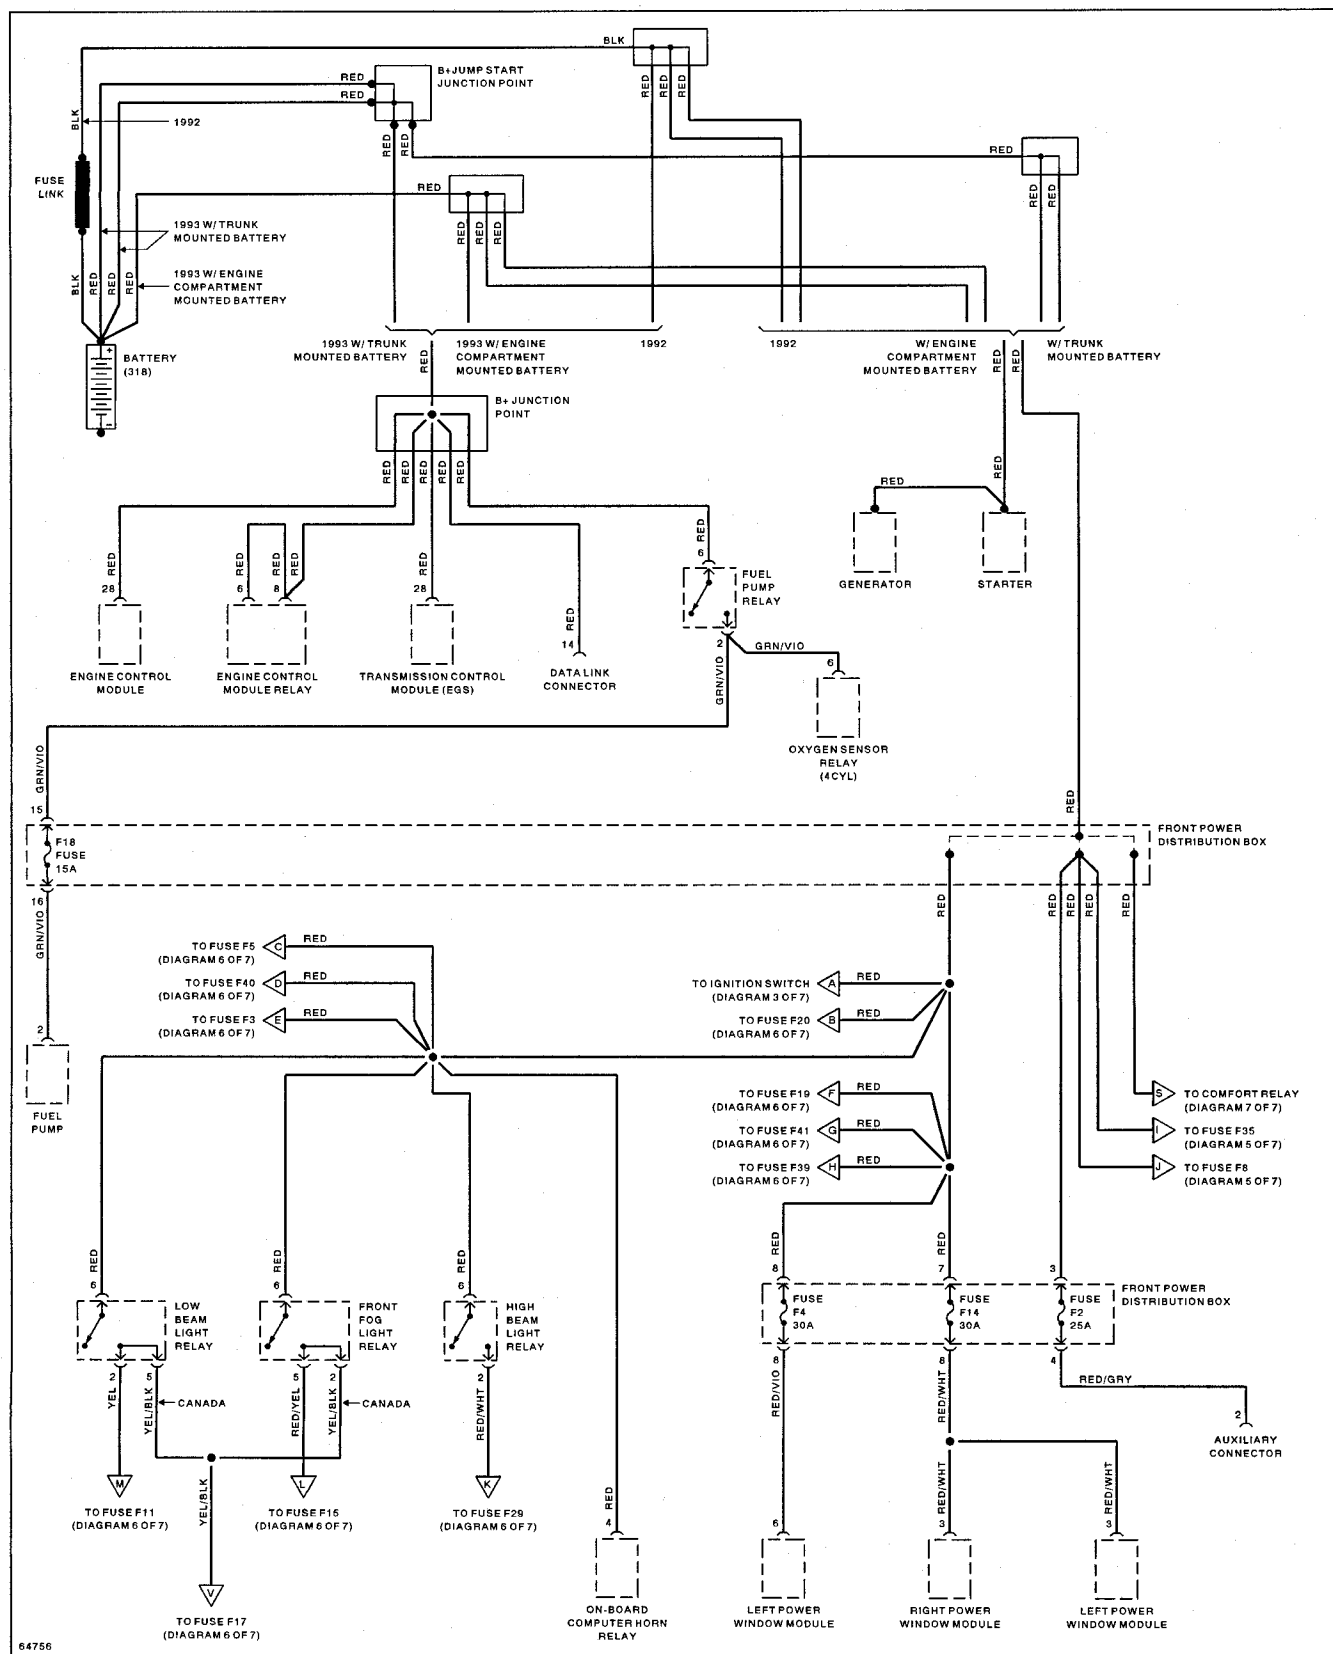 BLK
RED
B+ JUMP START
JUNCTION POINT
RED
RED
RED
RED
BLK
1992
RED
RED
RED
FUSE
LINK
RED
RED
RED
1993 W/ TRUNK
MOUNTED BATTERY
RED
RED
RED
1993 W/ ENGINE
COMPARTMENT
MOUNTED BATTERY
BLK
RED
RED
RED
1993 W/ TRUNK
MOUNTED BATTERY
1993 W/ ENGINE
COMPARTMENT
MOUNTED BATTERY
1992
1992
W/ ENGINE
COMPARTMENT
MOUNTED BATTERY
W/ TRUNK
MOUNTED BATTERY
+
BATTERY
(318)
-
RED
RED
RED
B+ JUNCTION
POINT
RED
RED
RED
RED
RED
RED
RED
RED
RED
RED
RED
RED
RED
RED
28
6
8
28
14
6
FUEL
PUMP
RELAY
GENERATOR
STARTER
2
GRN/VIO
GRN/VIO
6
ENGINE CONTROL
MODULE
ENGINE CONTROL
MODULE RELAY
TRANSMISSION CONTROL
MODULE (EGS)
DATA LINK
CONNECTOR
OXYGEN SENSOR
RELAY
(4 CYL)
GRN/VIO
RED
15
F18
FUSE
15A
FRONT POWER
DISTRIBUTION BOX
16
GRN/VIO
RED
RED
RED
RED
RED
TO FUSE F5
(DIAGRAM 6 OF 7)
C
RED
TO FUSE F40
(DIAGRAM 6 OF 7)
D
RED
TO IGNITION SWITCH
(DIAGRAM 3 OF 7)
A
RED
TO FUSE F3
(DIAGRAM 6 OF 7)
E
RED
TO FUSE F20
(DIAGRAM 6 OF 7)
B
RED
2
FUEL
PUMP
TO FUSE F19
(DIAGRAM 6 OF 7)
F
RED
S
TO COMFORT RELAY
(DIAGRAM 7 OF 7)
TO FUSE F41
(DIAGRAM 6 OF 7)
G
RED
I
TO FUSE F35
(DIAGRAM 5 OF 7)
TO FUSE F39
(DIAGRAM 6 OF 7)
H
RED
J
TO FUSE F8
(DIAGRAM 5 OF 7)
RED
RED
RED
RED
RED
6
6
6
8
7
3
LOW
BEAM
LIGHT
RELAY
FRONT
FOG
LIGHT
RELAY
HIGH
BEAM
LIGHT
RELAY
FUSE
F4
30A
FUSE
F14
30A
FUSE
F2
25A
FRONT POWER
DISTRIBUTION BOX
2
5
5
2
2
8
8
4
YEL
YEL/BLK
CANADA
RED/YEL
YEL/BLK
CANADA
RED/WHT
RED/VIO
RED/WHT
RED/GRY
2
AUXILIARY
CONNECTOR
M
L
K
TO FUSE F11
(DIAGRAM 6 OF 7)
YEL/BLK
TO FUSE F15
(DIAGRAM 6 OF 7)
TO FUSE F29
(DIAGRAM 6 OF 7)
RED
RED/WHT
RED/WHT
4
6
3
3
V
TO FUSE F17
(DIAGRAM 6 OF 7)
ON-BOARD
COMPUTER HORN
RELAY
LEFT POWER
WINDOW MODULE
RIGHT POWER
WINDOW MODULE
LEFT POWER
WINDOW MODULE
64756